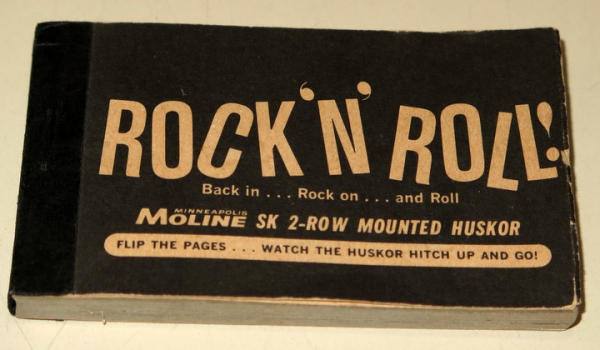 ROCK 'N' ROLL!
Back in . . . Rock on . . . and Roll
MINNEAPOLIS
MOLINE SK 2-ROW MOUNTED HUSKOR
FLIP THE PAGES . . . WATCH THE HUSKOR HITCH UP AND GO!